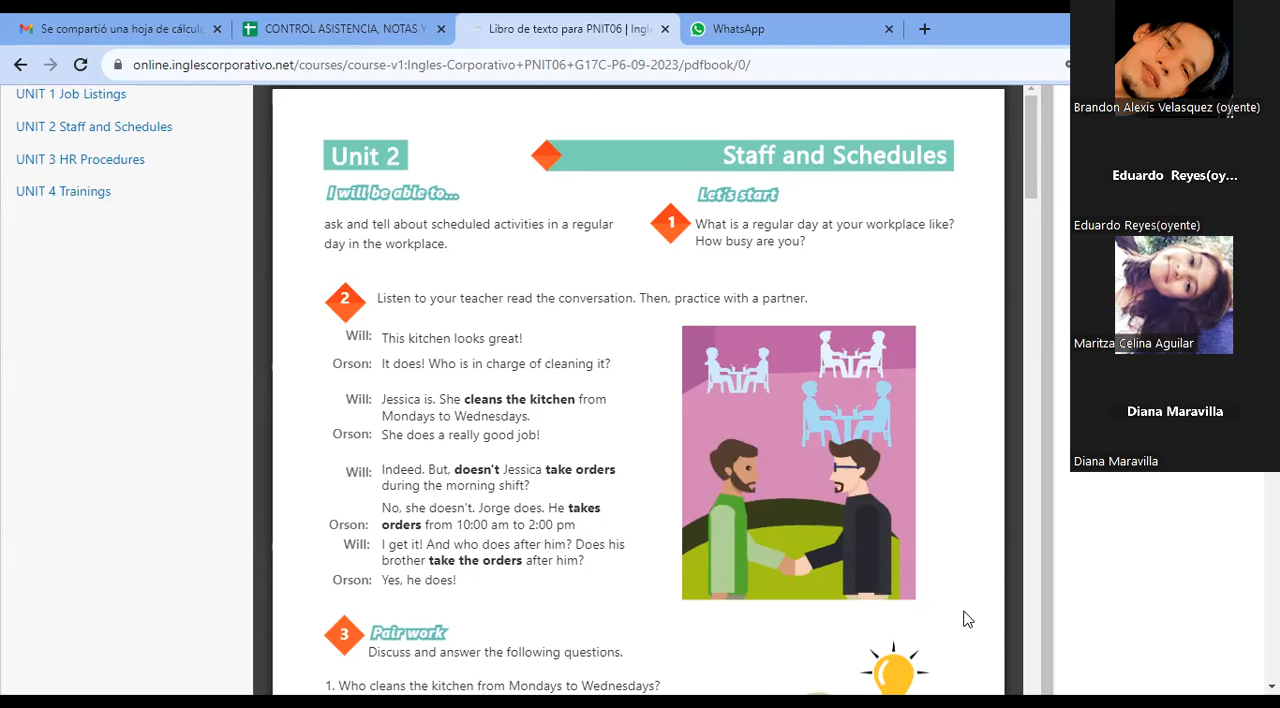 Se compartió una hoja de cálculo
CONTROL ASISTENCIA, NOTAS Y
Libro de texto para PNIT06 | Ingle
WhatsApp
online.inglescorporativo.net/courses/course-v1:Ingles-Corporativo+PNIT06+G17C-P6-09-2023/pdfbook/0/
UNIT 1 Job Listings
UNIT 2 Staff and Schedules
UNIT 3 HR Procedures
UNIT 4 Trainings
Unit 2
Staff and Schedules
I will be able to...
ask and tell about scheduled activities in a regular
day in the workplace.
Let's start
1
What is a regular day at your workplace like?
How busy are you?
2
Listen to your teacher read the conversation. Then, practice with a partner.
Will: This kitchen looks great!
Orson: It does! Who is in charge of cleaning it?
Will: Jessica is. She cleans the kitchen from
Mondays to Wednesdays.
Orson: She does a really good job!
Will: Indeed. But, doesn't Jessica take orders
during the morning shift?
No, she doesn't. Jorge does. He takes
Orson: orders from 10:00 am to 2:00 pm
Will: I get it! And who does after him? Does his
brother take the orders after him?
Orson: Yes, he does!
3
Pair work
Discuss and answer the following questions.
1. Who cleans the kitchen from Mondays to Wednesdays?
Brandon Alexis Velasquez (oyente)
Eduardo Reyes(oy...
Eduardo Reyes(oyente)
Maritza Celina Aguilar
Diana Maravilla
Diana Maravilla